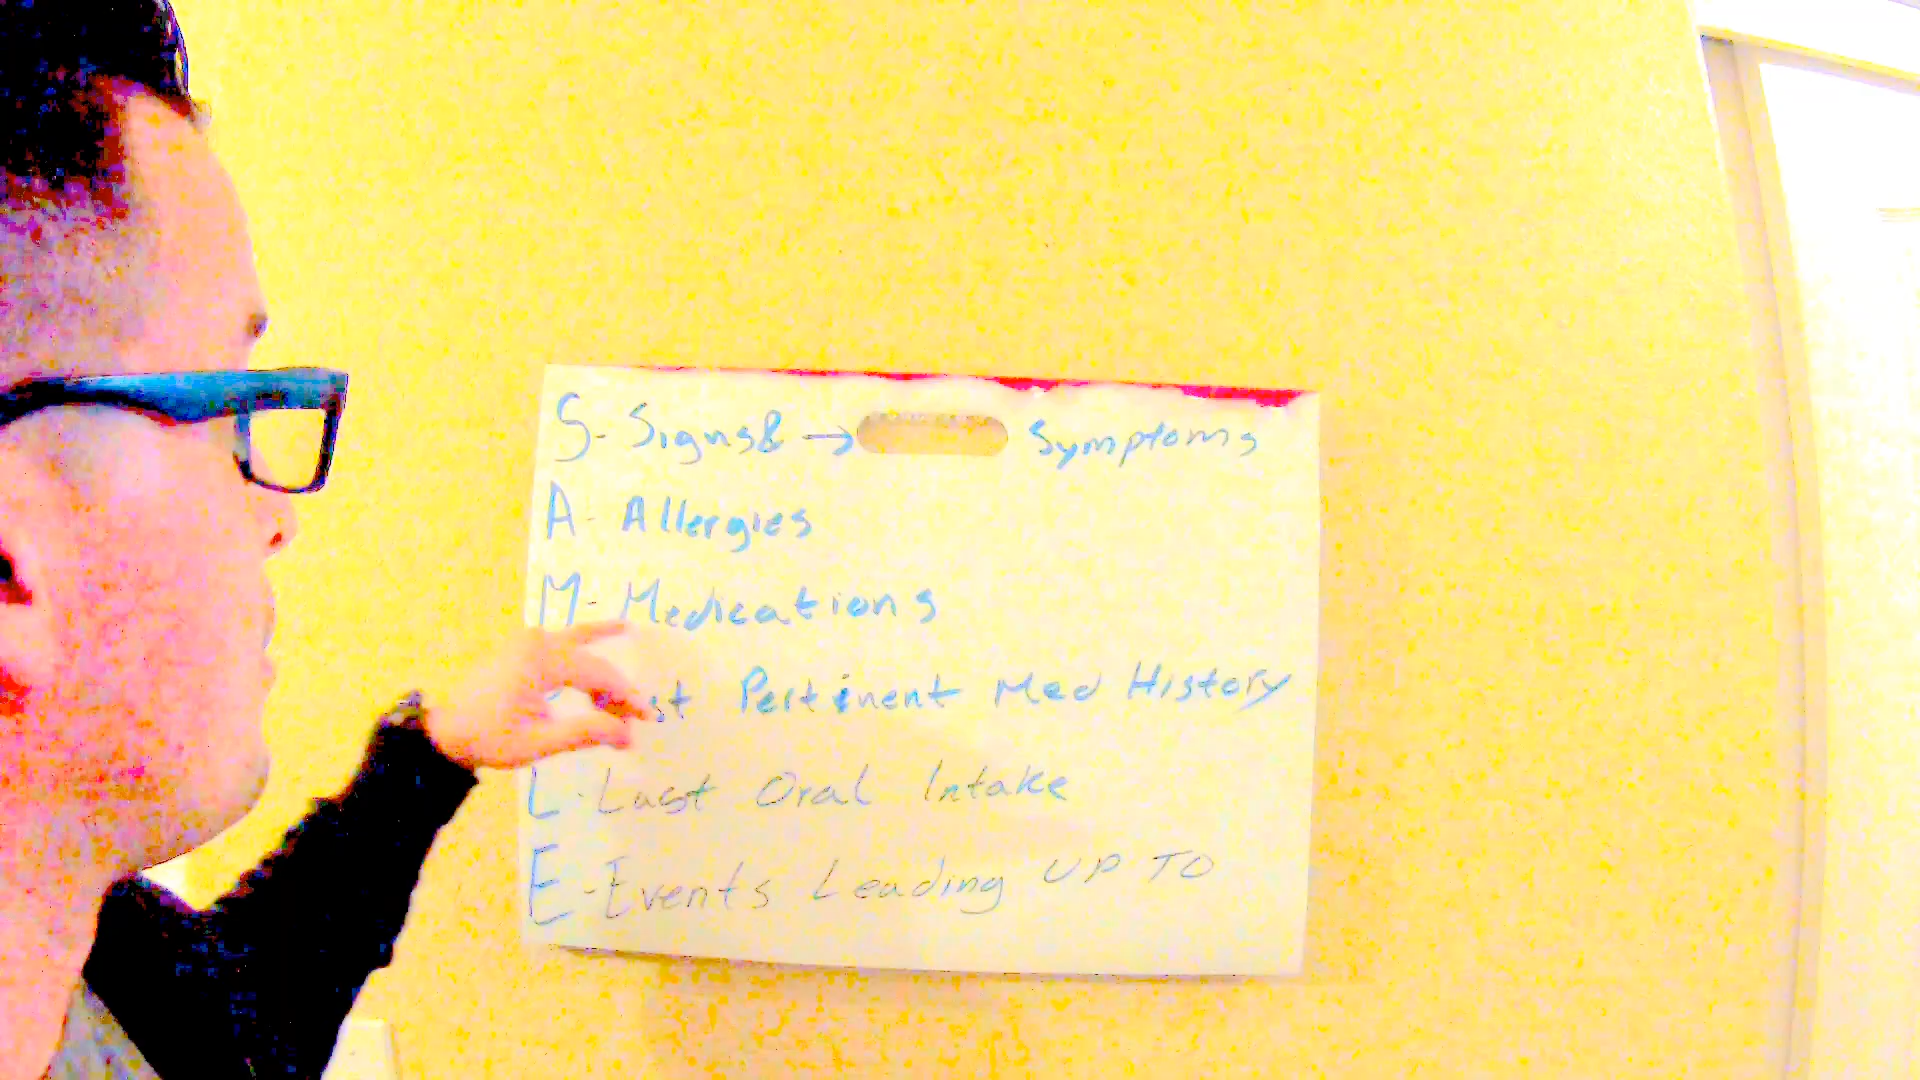 S- Signs& → Symptoms
A- Allergies
M- Medications
Pertinent Med History
L- Last Oral Intake
E- Events Leading UP TO